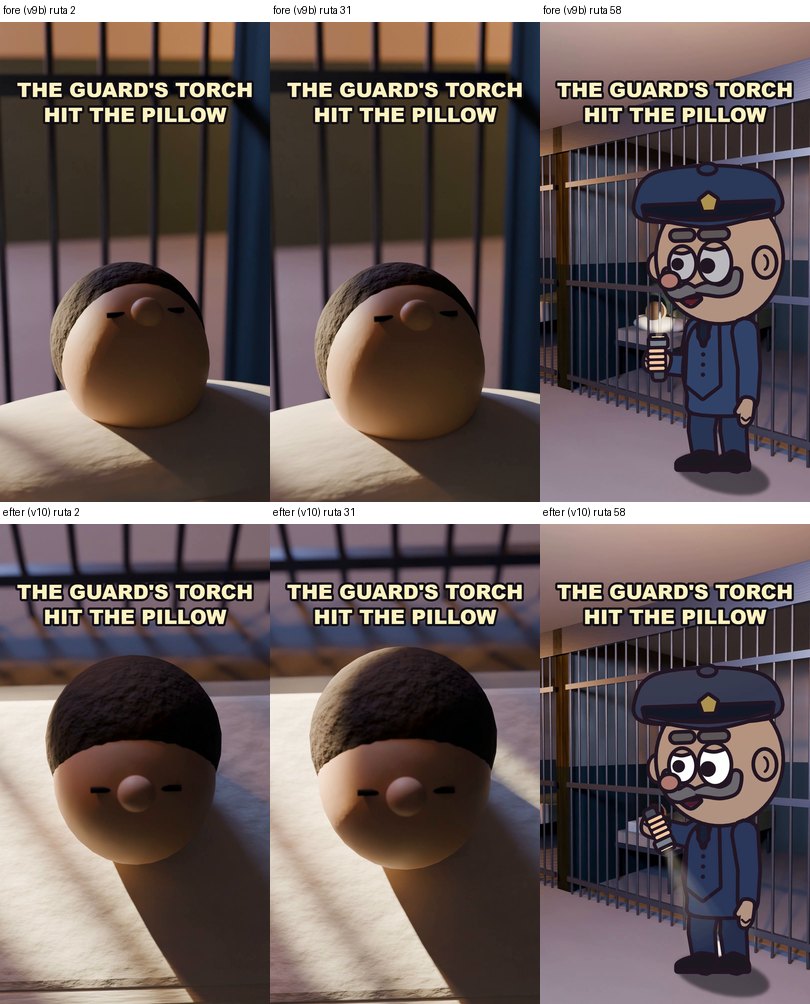 fore (v9b) ruta 2
THE GUARD'S TORCH
HIT THE PILLOW
fore (v9b) ruta 31
THE GUARD'S TORCH
HIT THE PILLOW
fore (v9b) ruta 58
THE GUARD'S TORCH
HIT THE PILLOW
efter (v10) ruta 2
THE GUARD'S TORCH
HIT THE PILLOW
efter (v10) ruta 31
THE GUARD'S TORCH
HIT THE PILLOW
efter (v10) ruta 58
THE GUARD'S TORCH
HIT THE PILLOW